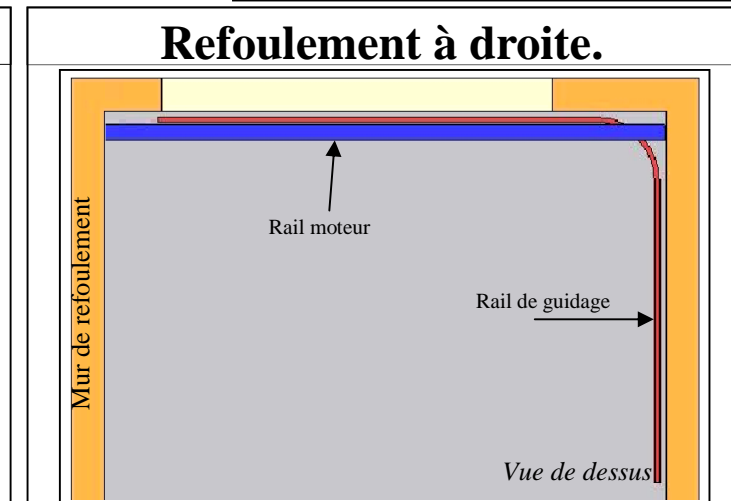 Refoulement à droite.
Rail moteur
Mur de refoulement
Rail de guidage
Vue de dessus